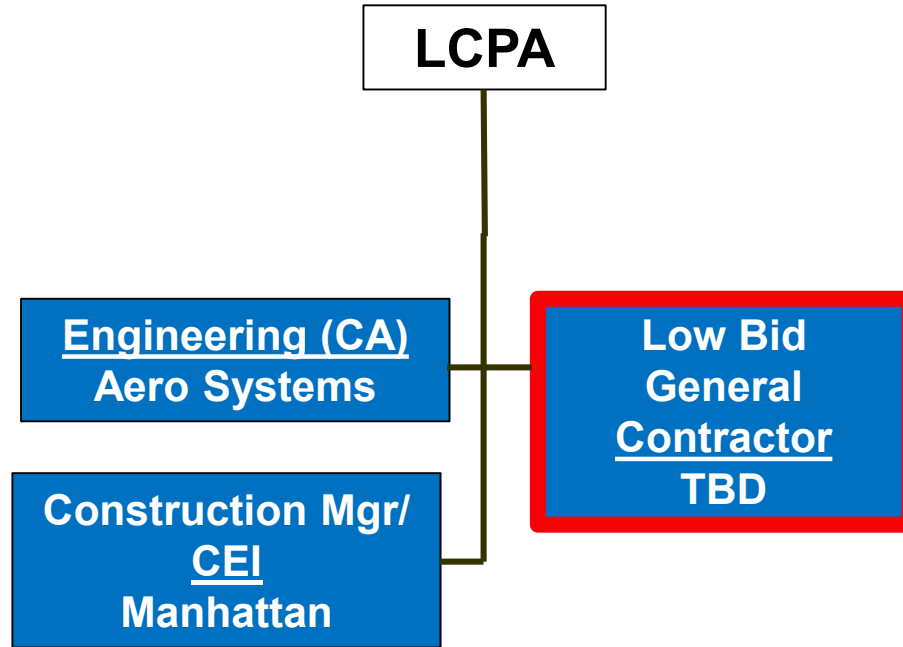 LCPA
Engineering (CA)
Aero Systems
Low Bid
General
Contractor
TBD
Construction Mgr/
CEI
Manhattan